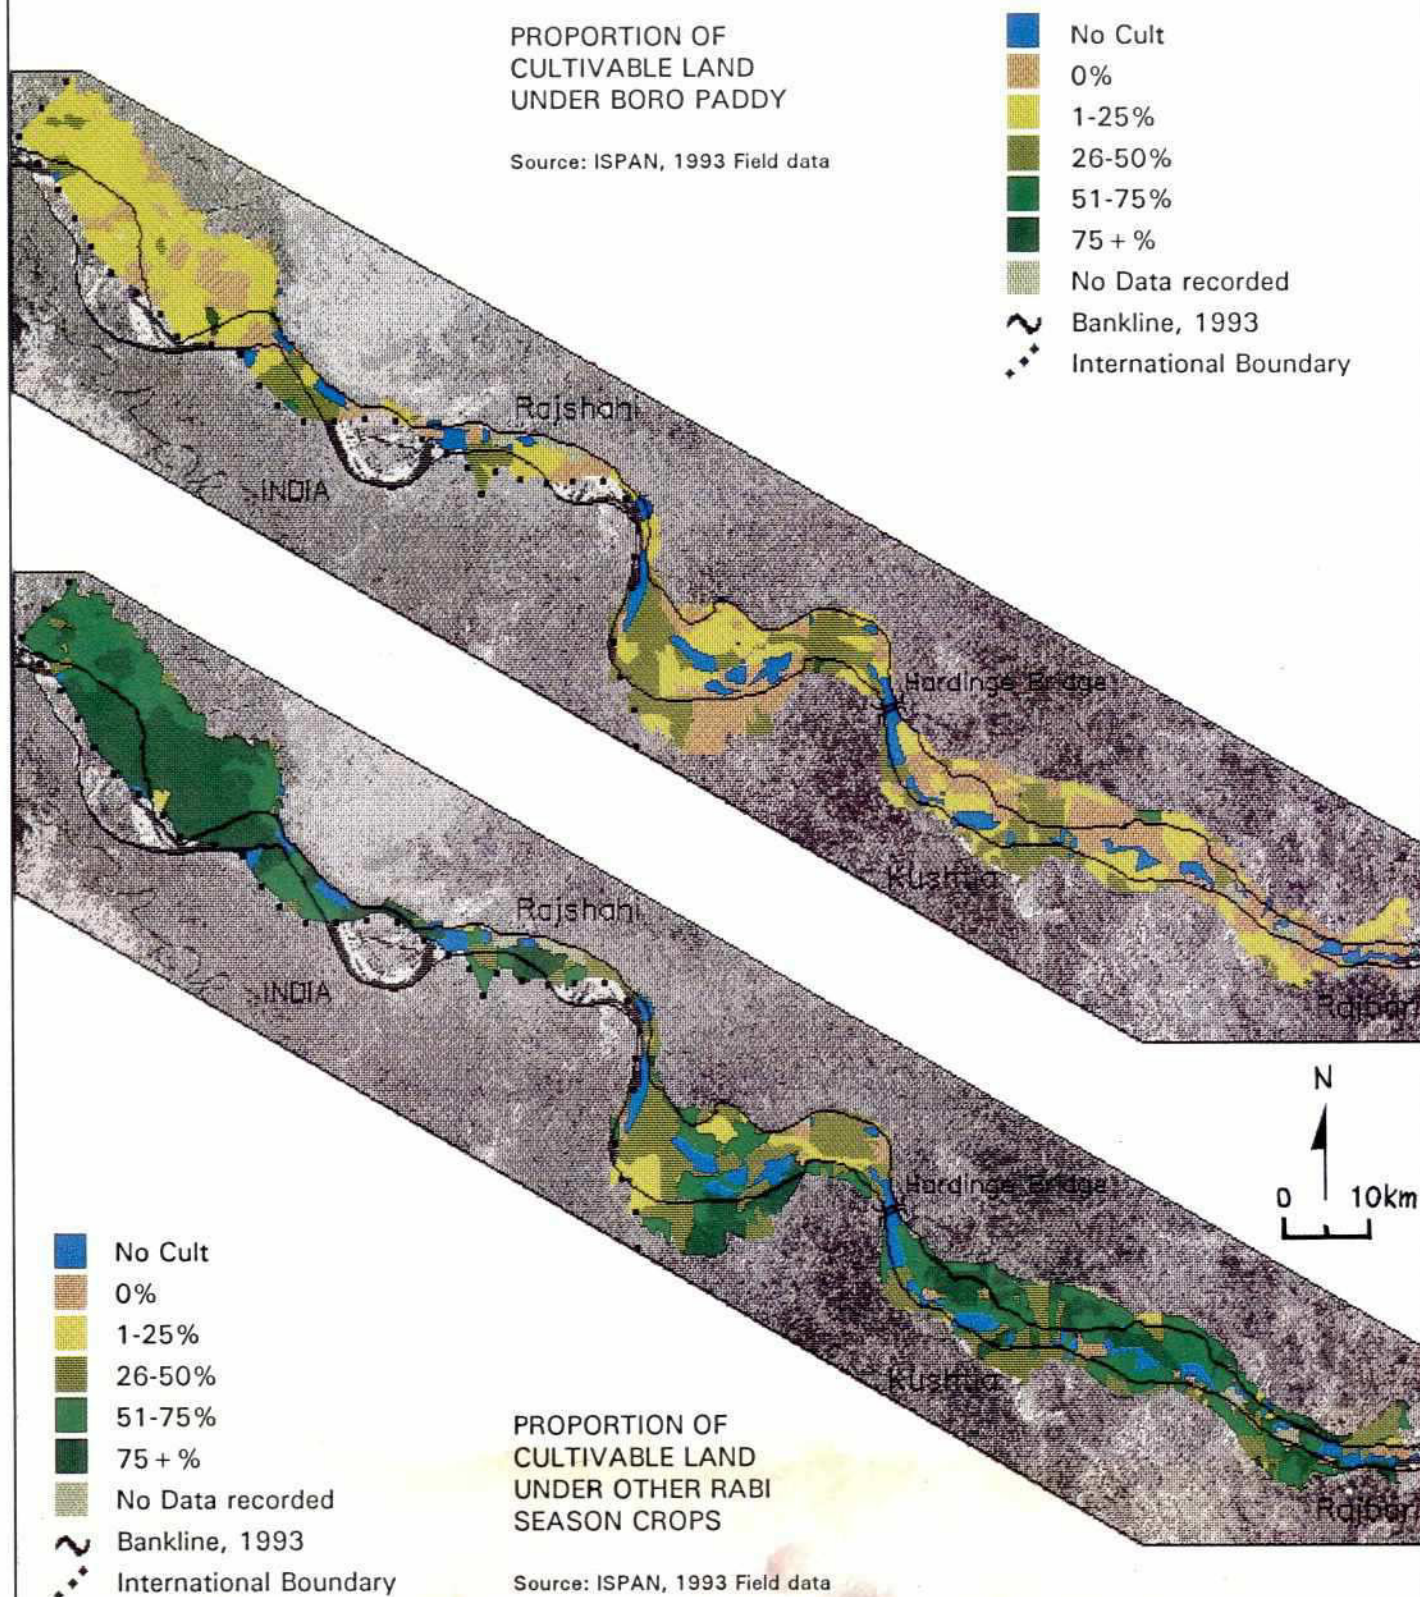 PROPORTION OF
CULTIVABLE LAND
UNDER BORO PADDY
Source: ISPAN, 1993 Field data
No Cult
0%
1-25%
26-50%
51-75%
75 + %
No Data recorded
Bankline, 1993
International Boundary
Rajshahi
INDIA
Hardinge Bridge
Kushtia
Rajbari
N
0 10km
Rajshahi
INDIA
Hardinge Bridge
Kushtia
Rajbari
No Cult
0%
1-25%
26-50%
51-75%
75 + %
No Data recorded
Bankline, 1993
International Boundary
PROPORTION OF
CULTIVABLE LAND
UNDER OTHER RABI
SEASON CROPS
Source: ISPAN, 1993 Field data